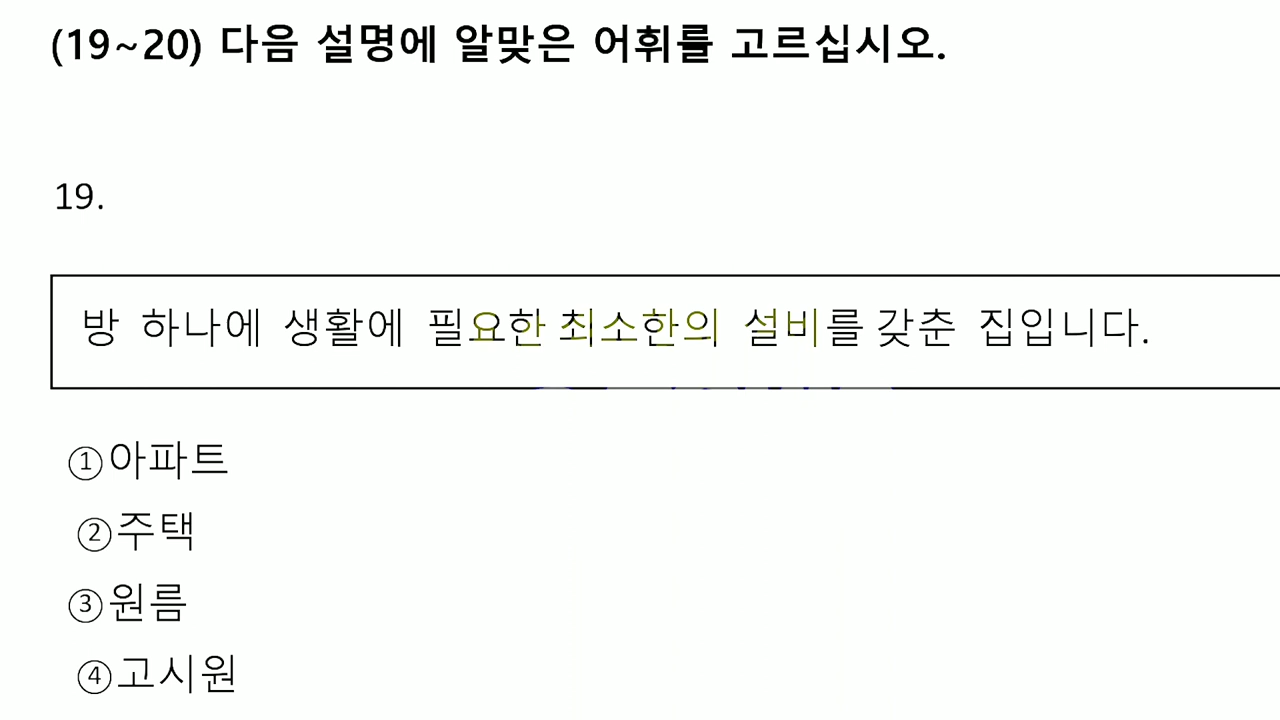 (19~20) 다음 설명에 알맞은 어휘를 고르십시오.
19.
방 하나에 생활에 필요한 최소한의 설비를 갖춘 집입니다.
①아파트
②주택
③원름
④고시원